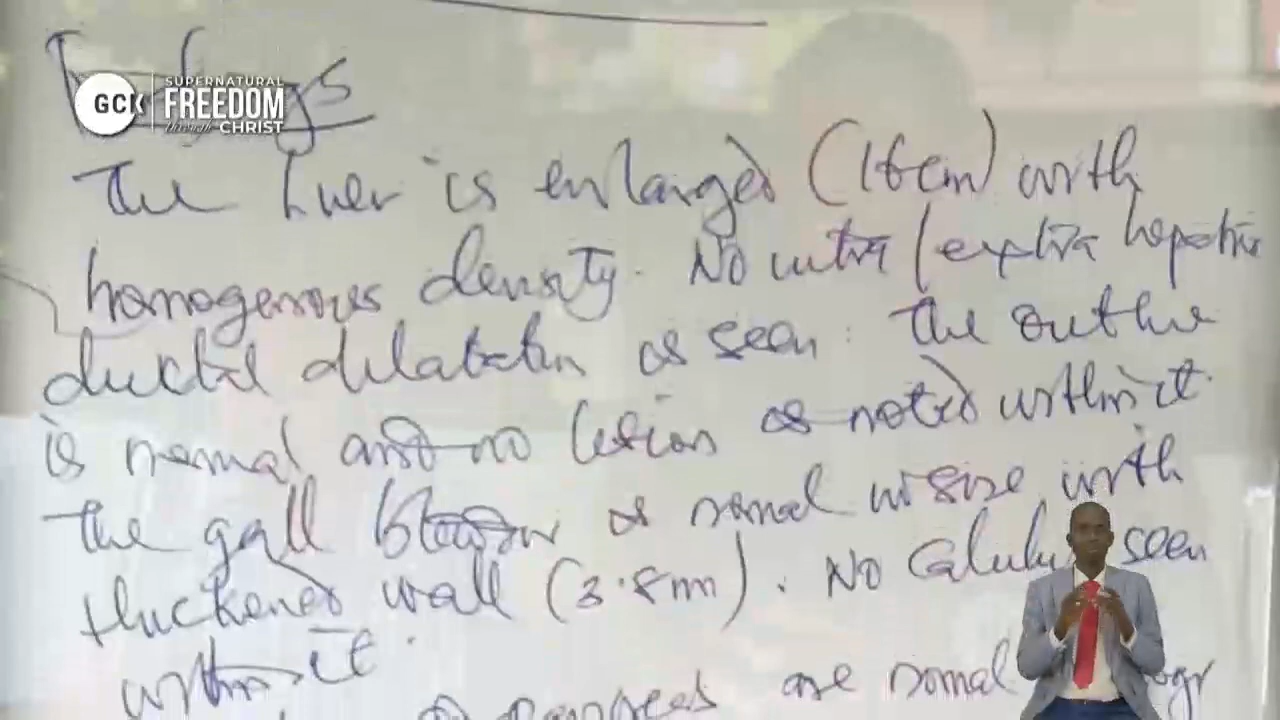 Findings
GCK
SUPERNATURAL
FREEDOM
through
CHRIST
The liver is enlarged (16cm) with
homogenous density. No intra/extra hepatic
ductal dilatation is seen. The outline
is normal and no lesion is noted within it.
The gall bladder is normal in size with
thickened wall (3.8mm). No Calculus seen
within it.
pancreas are normal